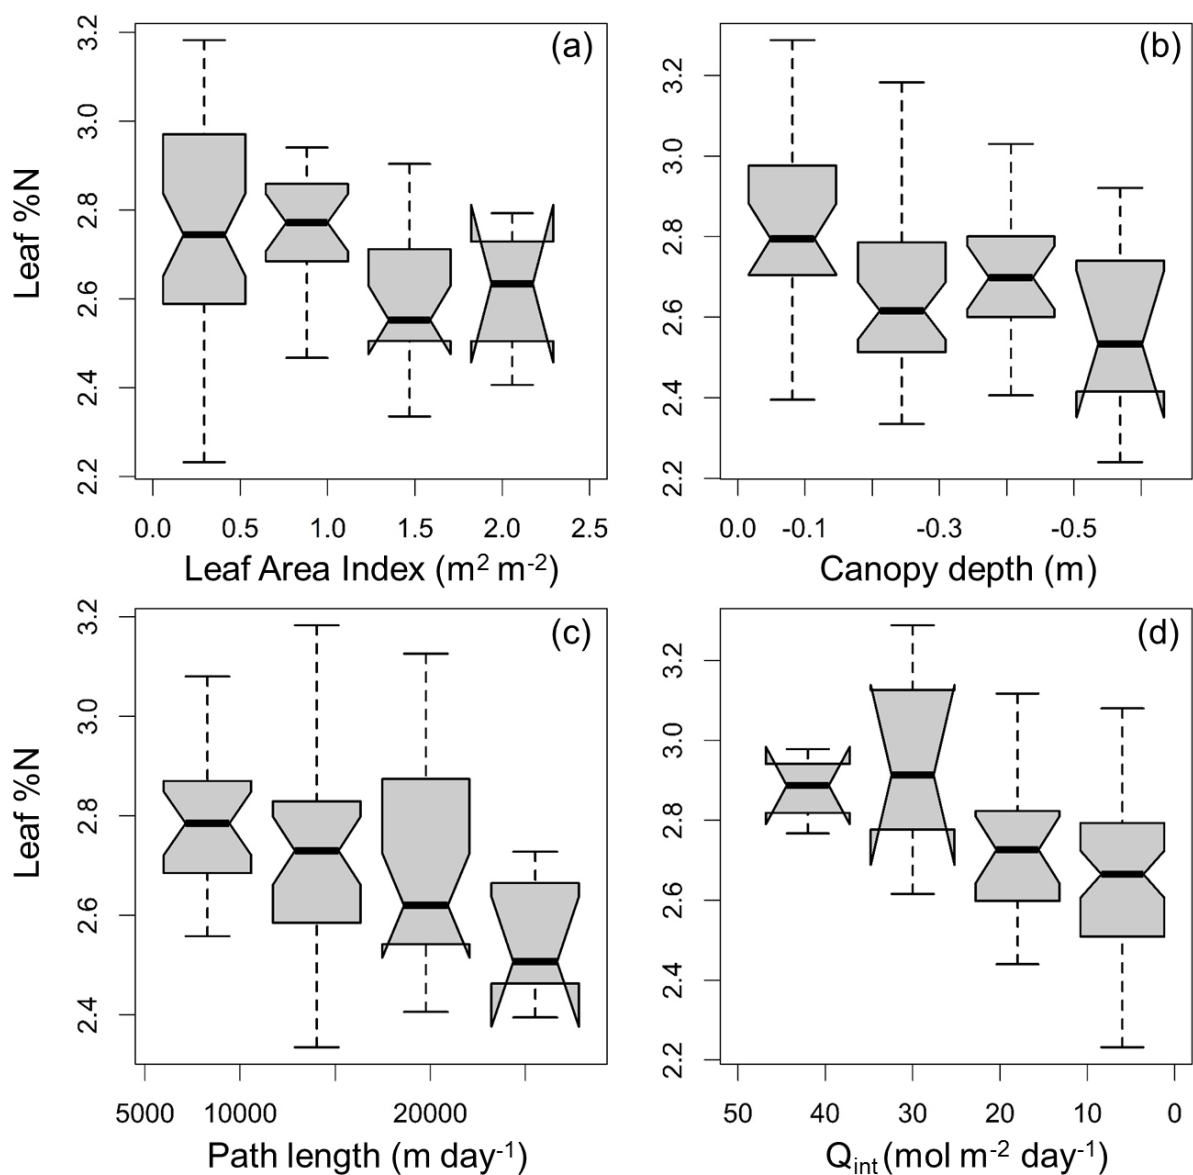 (a)
3.2
3.0
2.8
2.6
2.4
2.2
Leaf %N
0.0 0.5 1.0 1.5 2.0 2.5
Leaf Area Index (m² m⁻²)
(b)
3.2
3.0
2.8
2.6
2.4
2.2
0.0 -0.1 -0.3 -0.5
Canopy depth (m)
(c)
3.2
3.0
2.8
2.6
2.4
Leaf %N
5000 10000 20000
Path length (m day⁻¹)
(d)
3.2
3.0
2.8
2.6
2.4
2.2
50 40 30 20 10 0
Qint (mol m⁻² day⁻¹)